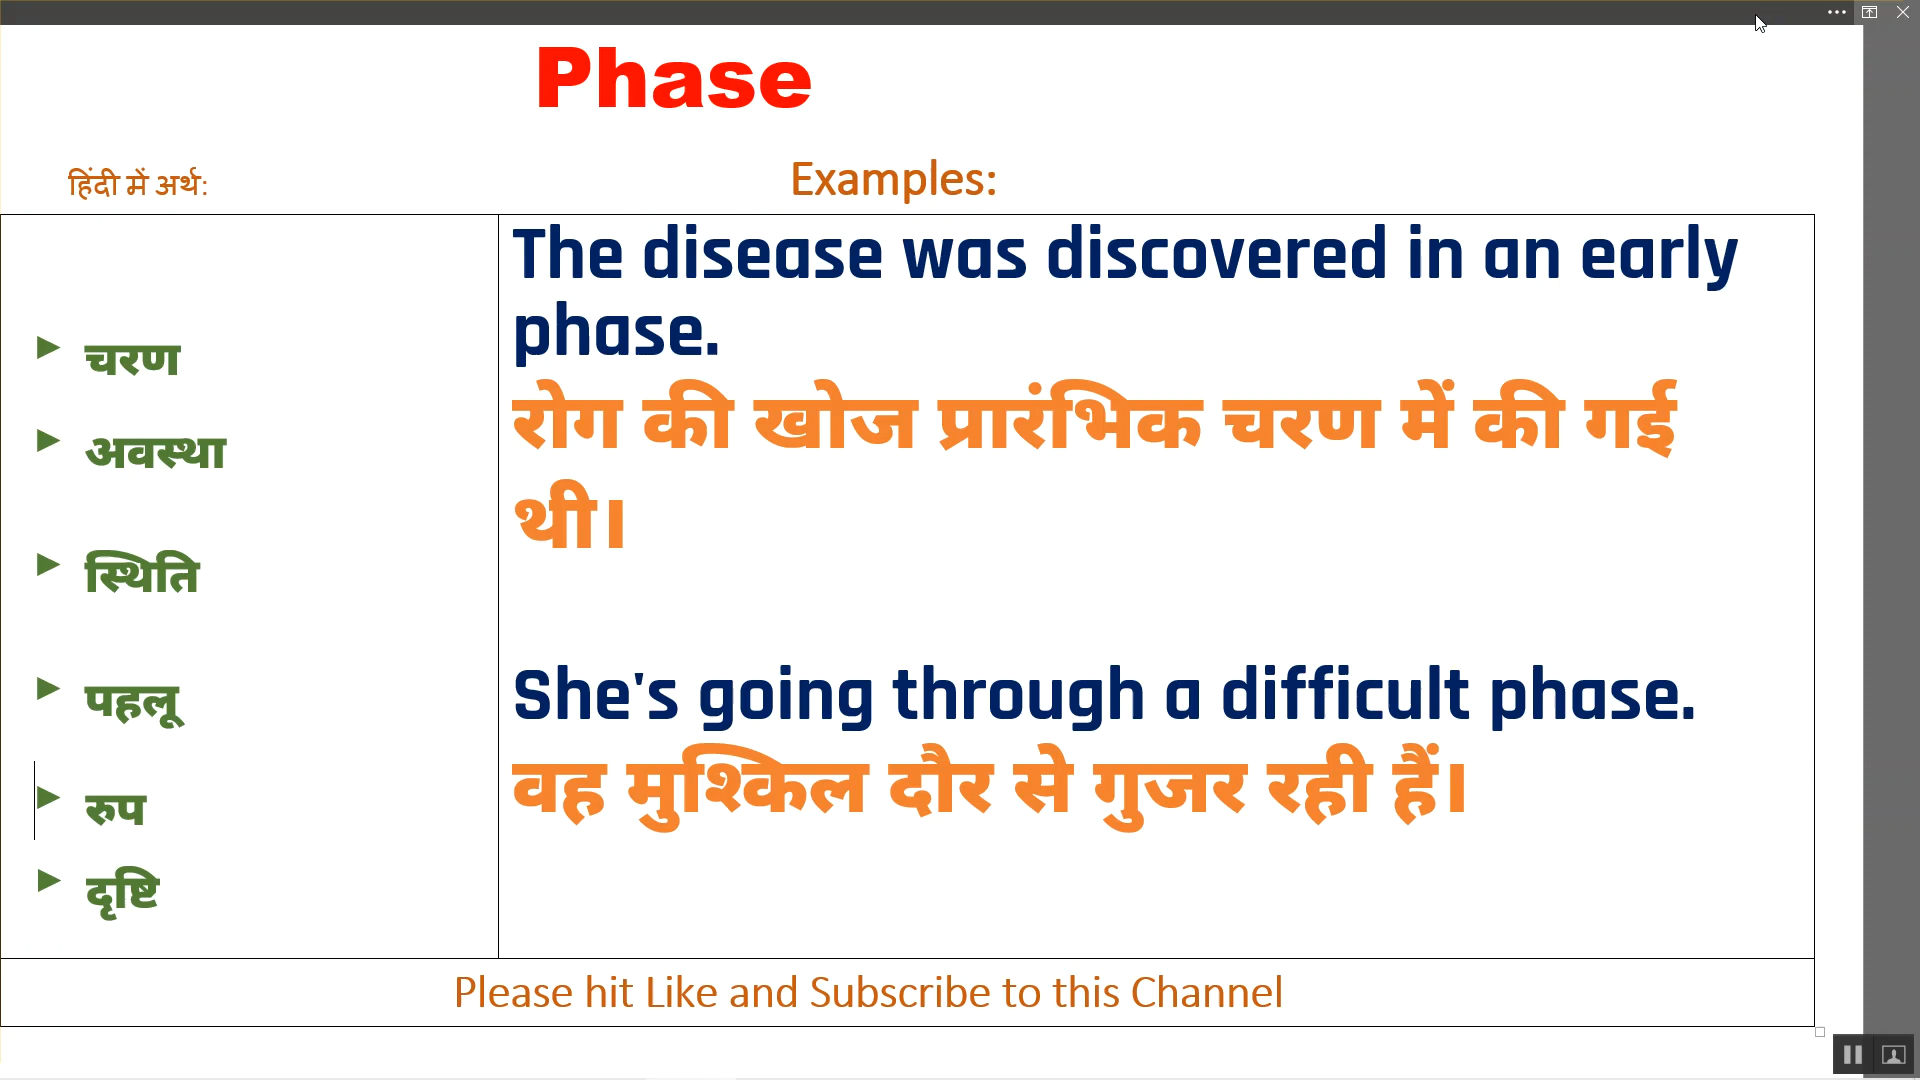 Phase
हिंदी में अर्थ:
Examples:
चरण
अवस्था
स्थिति
पहलू
रुप
दृष्टि
The disease was discovered in an early
phase.
रोग की खोज प्रारंभिक चरण में की गई
थी।
She's going through a difficult phase.
वह मुश्किल दौर से गुजर रही हैं।
Please hit Like and Subscribe to this Channel